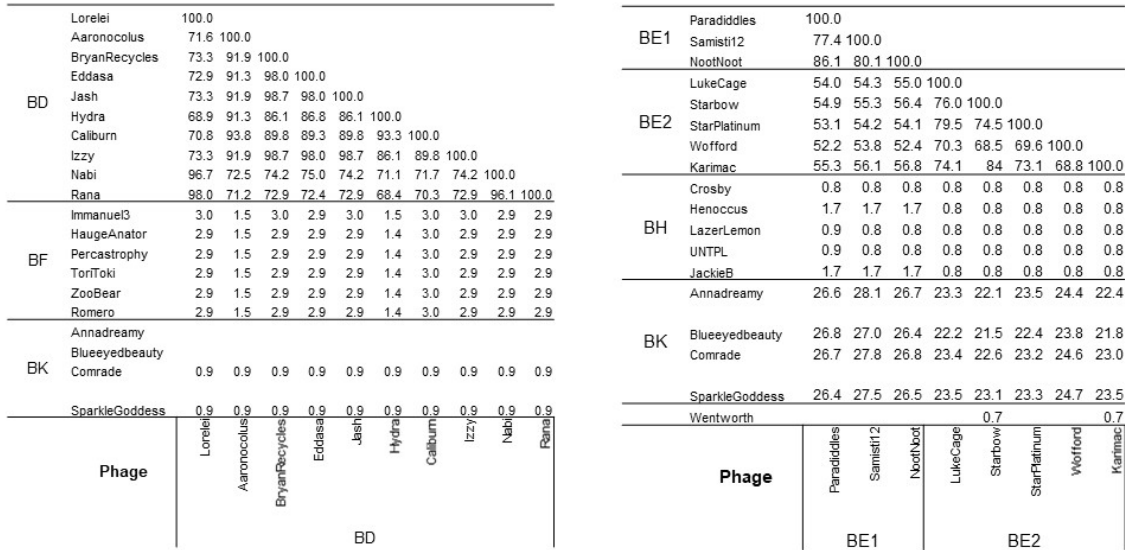 Lorelei 100.0
Aaronocolus 71.6 100.0
BryanRecycles 73.3 91.9 100.0
Eddasa 72.9 91.3 98.0 100.0
BD Jash 73.3 91.9 98.7 98.0 100.0
Hydra 68.9 91.3 86.1 86.8 86.1 100.0
Caliburn 70.8 93.8 89.8 89.3 89.8 93.3 100.0
Izzy 73.3 91.9 98.7 98.0 98.7 86.1 89.8 100.0
Nabi 96.7 72.5 74.2 75.0 74.2 71.1 71.7 74.2 100.0
Rana 98.0 71.2 72.9 72.4 72.9 68.4 70.3 72.9 96.1 100.0
Immanuel3 3.0 1.5 3.0 2.9 3.0 1.5 3.0 3.0 2.9 2.9
HaugeAnator 2.9 1.5 2.9 2.9 2.9 1.4 3.0 2.9 2.9 2.9
BF Percastrophy 2.9 1.5 2.9 2.9 2.9 1.4 3.0 2.9 2.9 2.9
ToriToki 2.9 1.5 2.9 2.9 2.9 1.4 3.0 2.9 2.9 2.9
ZooBear 2.9 1.5 2.9 2.9 2.9 1.4 3.0 2.9 2.9 2.9
Romero 2.9 1.5 2.9 2.9 2.9 1.4 3.0 2.9 2.9 2.9
Annadreamy
Blueeyedbeauty
BK Comrade 0.9 0.9 0.9 0.9 0.9 0.9 0.9 0.9 0.9 0.9
SparkleGoddess 0.9 0.9 0.9 0.9 0.9 0.9 0.9 0.9 0.9 0.9
Phage Lorelei Aaronocolus BryanRecycles Eddasa Jash Hydra Caliburn Izzy Nabi Rana
BD
Paradiddles 100.0
BE1 Samisti12 77.4 100.0
NootNoot 86.1 80.1 100.0
LukeCage 54.0 54.3 55.0 100.0
Starbow 54.9 55.3 56.4 76.0 100.0
BE2 StarPlatinum 53.1 54.2 54.1 79.5 74.5 100.0
Wofford 52.2 53.8 52.4 70.3 68.5 69.6 100.0
Karimac 55.3 56.1 56.8 74.1 84 73.1 68.8 100.0
Crosby 0.8 0.8 0.8 0.8 0.8 0.8 0.8 0.8
Henoccus 1.7 1.7 1.7 0.8 0.8 0.8 0.8 0.8
BH LazerLemon 0.9 0.8 0.8 0.8 0.8 0.8 0.8 0.8
UNTPL 0.9 0.8 0.8 0.8 0.8 0.8 0.8 0.8
JackieB 1.7 1.7 1.7 0.8 0.8 0.8 0.8 0.8
Annadreamy 26.6 28.1 26.7 23.3 22.1 23.5 24.4 22.4
BK Blueeyedbeauty 26.8 27.0 26.4 22.2 21.5 22.4 23.8 21.8
Comrade 26.7 27.8 26.8 23.4 22.6 23.2 24.6 23.0
SparkleGoddess 26.4 27.5 26.5 23.5 23.1 23.3 24.7 23.5
Wentworth 0.7 0.7
Phage Paradiddles Samisti12 NootNoot LukeCage Starbow StarPlatinum Wofford Karimac
BE1 BE2